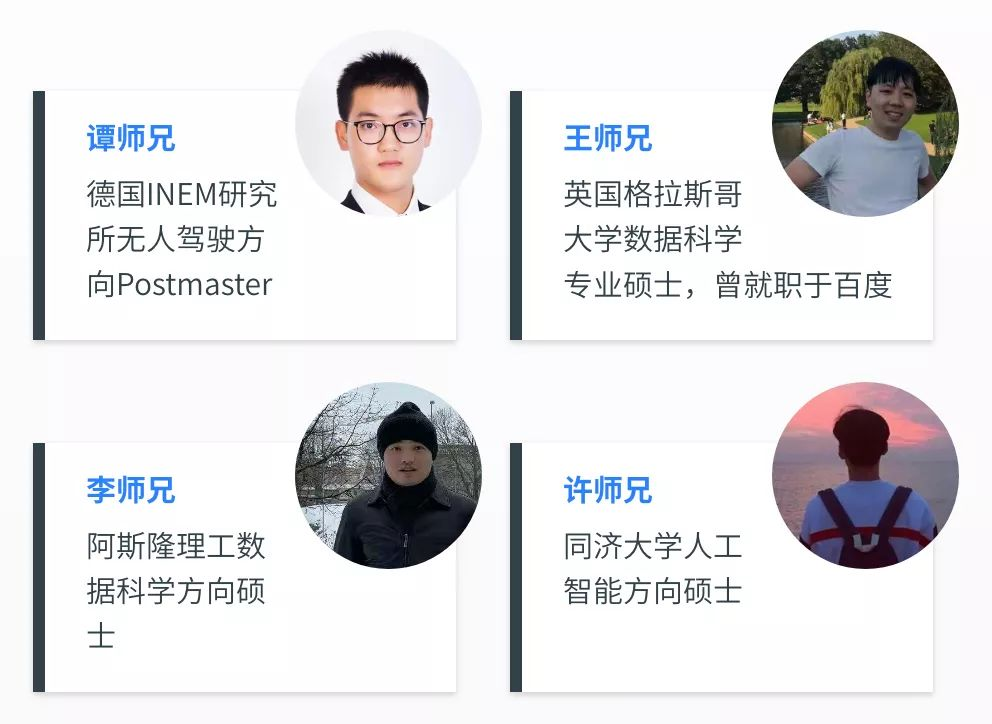 谭师兄
德国INEM研究
所无人驾驶方
向Postmaster
王师兄
英国格拉斯哥
大学数据科学
专业硕士，曾就职于百度
李师兄
阿斯隆理工数
据科学方向硕
士
许师兄
同济大学人工
智能方向硕士